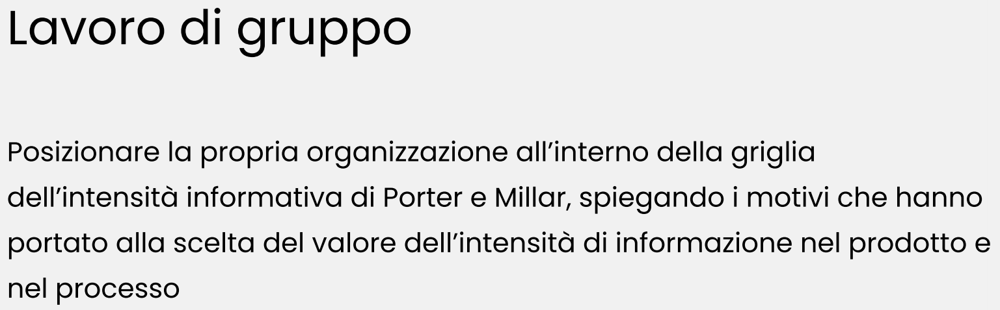 Lavoro di gruppo
Posizionare la propria organizzazione all’interno della griglia
dell’intensità informativa di Porter e Millar, spiegando i motivi che hanno
portato alla scelta del valore dell’intensità di informazione nel prodotto e
nel processo